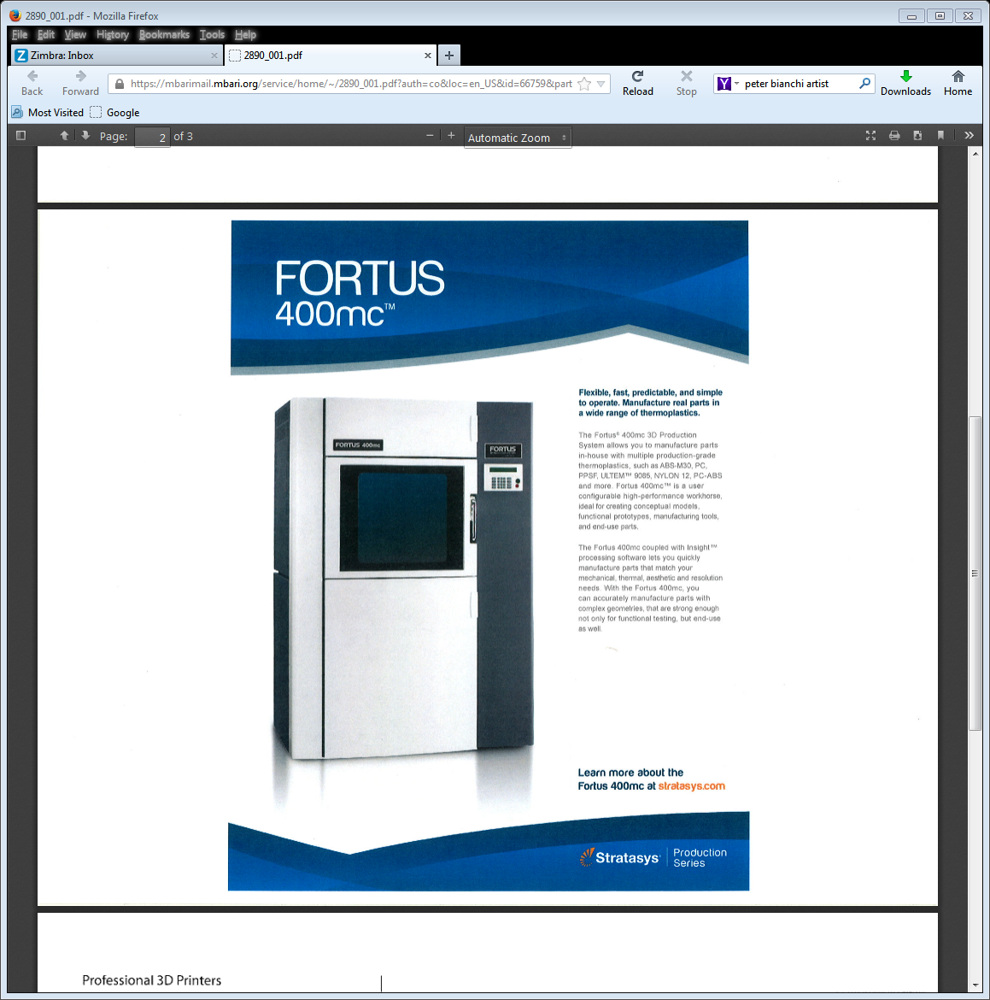 2890_001.pdf - Mozilla Firefox
File Edit View History Bookmarks Tools Help
Zimbra: Inbox
2890_001.pdf
Back Forward
https://mbarimail.mbari.org/service/home/~/2890_001.pdf?auth=co&loc=en_US&id=66759&part
Reload Stop
peter bianchi artist
Downloads Home
Most Visited Google
Page: 2 of 3
Automatic Zoom
FORTUS
400mc™
Flexible, fast, predictable, and simple
to operate. Manufacture real parts in
a wide range of thermoplastics.
The Fortus® 400mc 3D Production
System allows you to manufacture parts
in-house with multiple production-grade
thermoplastics, such as ABS-M30, PC,
PPSF, ULTEM™ 9085, NYLON 12, PC-ABS
and more. Fortus 400mc™ is a user
configurable high-performance workhorse,
ideal for creating conceptual models,
functional prototypes, manufacturing tools,
and end-use parts.
The Fortus 400mc coupled with Insight™
processing software lets you quickly
manufacture parts that match your
mechanical, thermal, aesthetic and resolution
needs. With the Fortus 400mc, you
can accurately manufacture parts with
complex geometries, that are strong enough
not only for functional testing, but end-use
as well.
FORTUS 400mc
FORTUS
Learn more about the
Fortus 400mc at stratasys.com
Stratasys
Production
Series
Professional 3D Printers